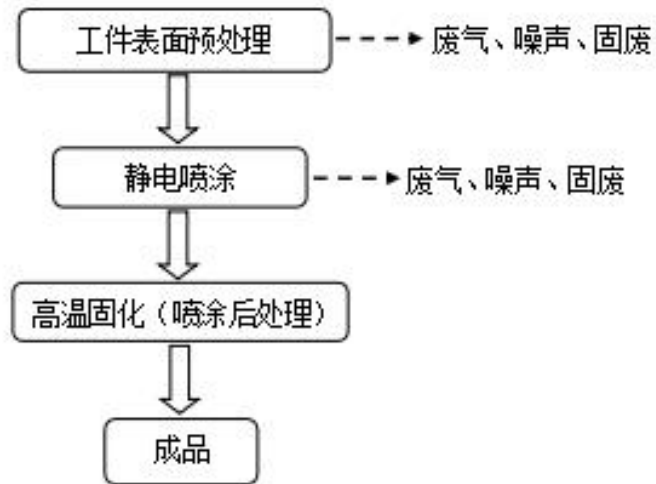 工件表面预处理
废气、噪声、固废
静电喷涂
废气、噪声、固废
高温固化（喷涂后处理）
成品